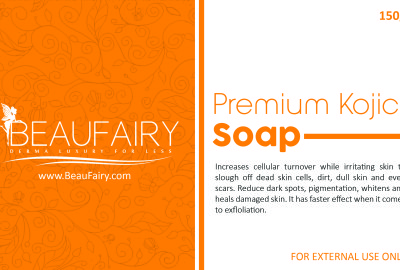 BEAUFAIRY
DERMA LUXURY FOR LESS
www.BeauFairy.com
150
Premium Kojic
Soap
Increases cellular turnover while irritating skin t
slough off dead skin cells, dirt, dull skin and eve
scars. Reduce dark spots, pigmentation, whitens an
heals damaged skin. It has faster effect when it come
to exfloliation.
FOR EXTERNAL USE ONL